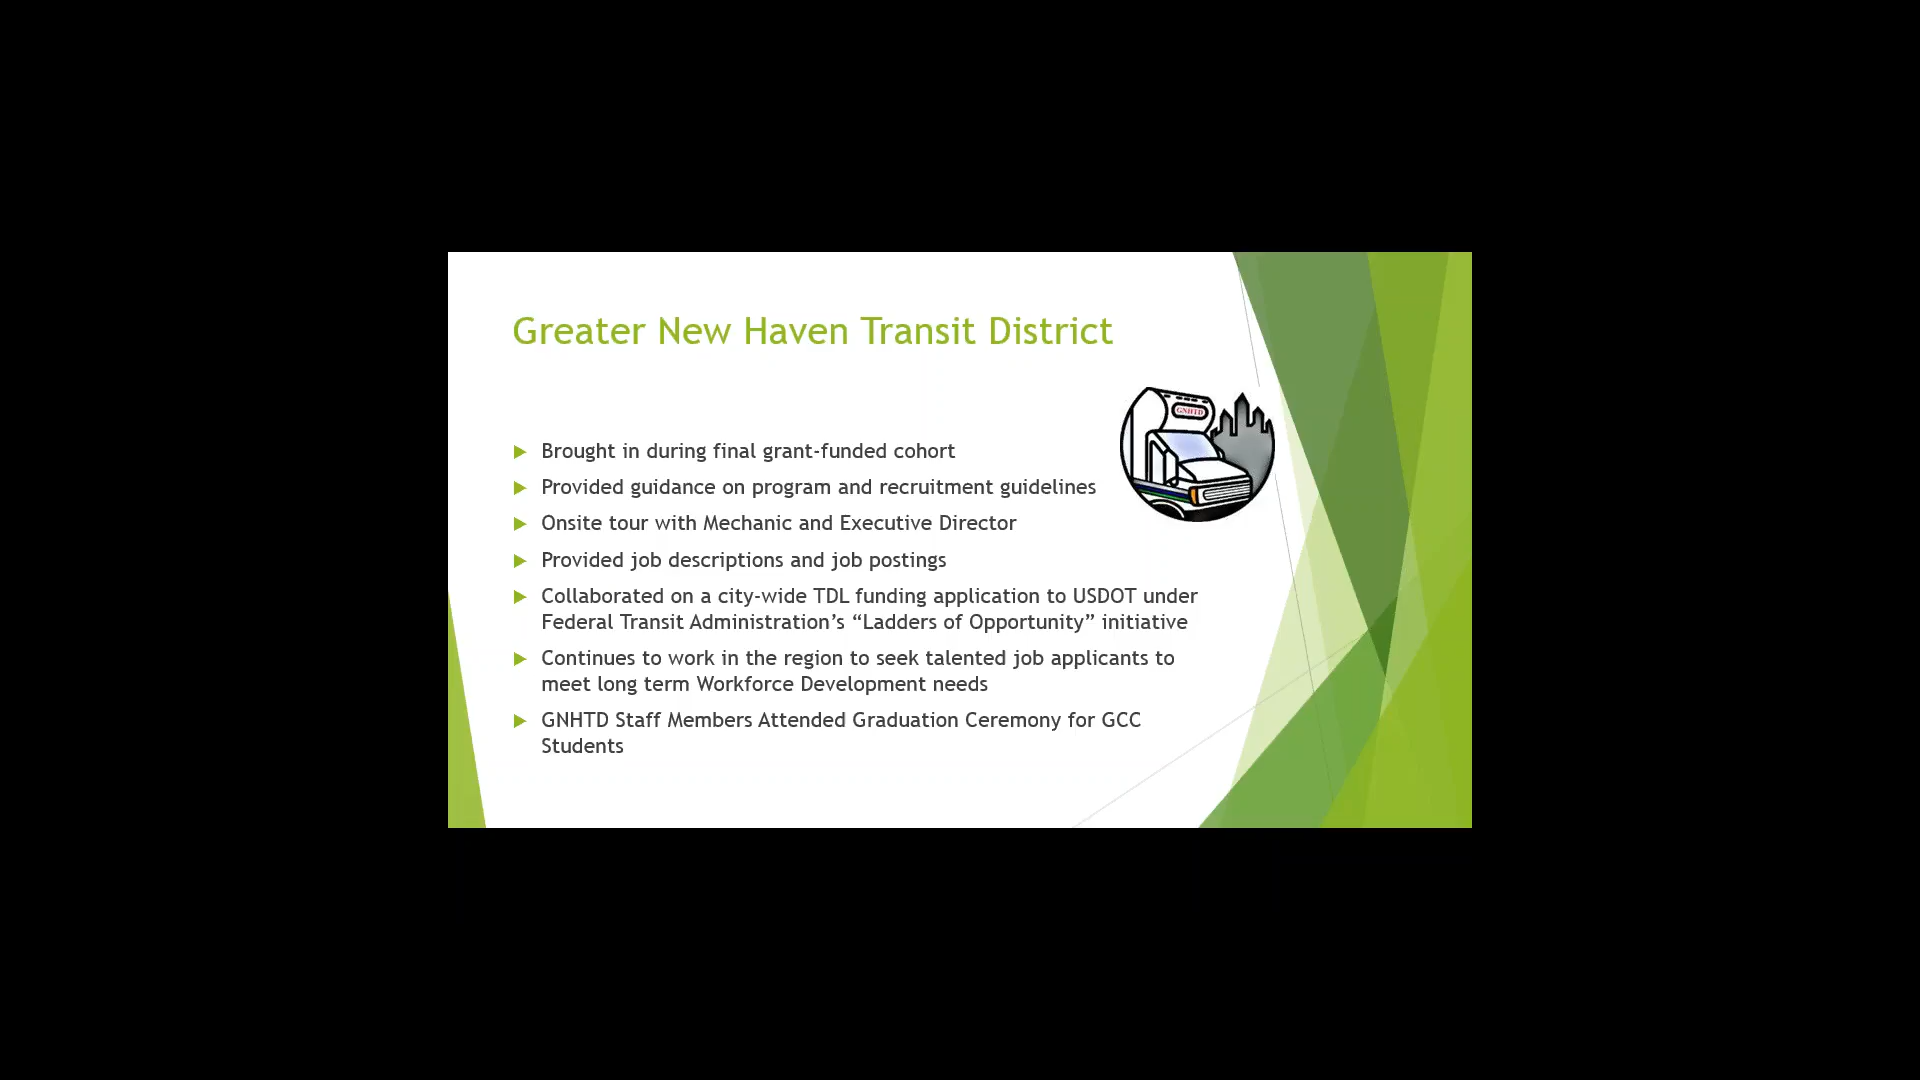 Greater New Haven Transit District
GNHTD
Brought in during final grant-funded cohort
Provided guidance on program and recruitment guidelines
Onsite tour with Mechanic and Executive Director
Provided job descriptions and job postings
Collaborated on a city-wide TDL funding application to USDOT under
Federal Transit Administration’s “Ladders of Opportunity” initiative
Continues to work in the region to seek talented job applicants to
meet long term Workforce Development needs
GNHTD Staff Members Attended Graduation Ceremony for GCC
Students